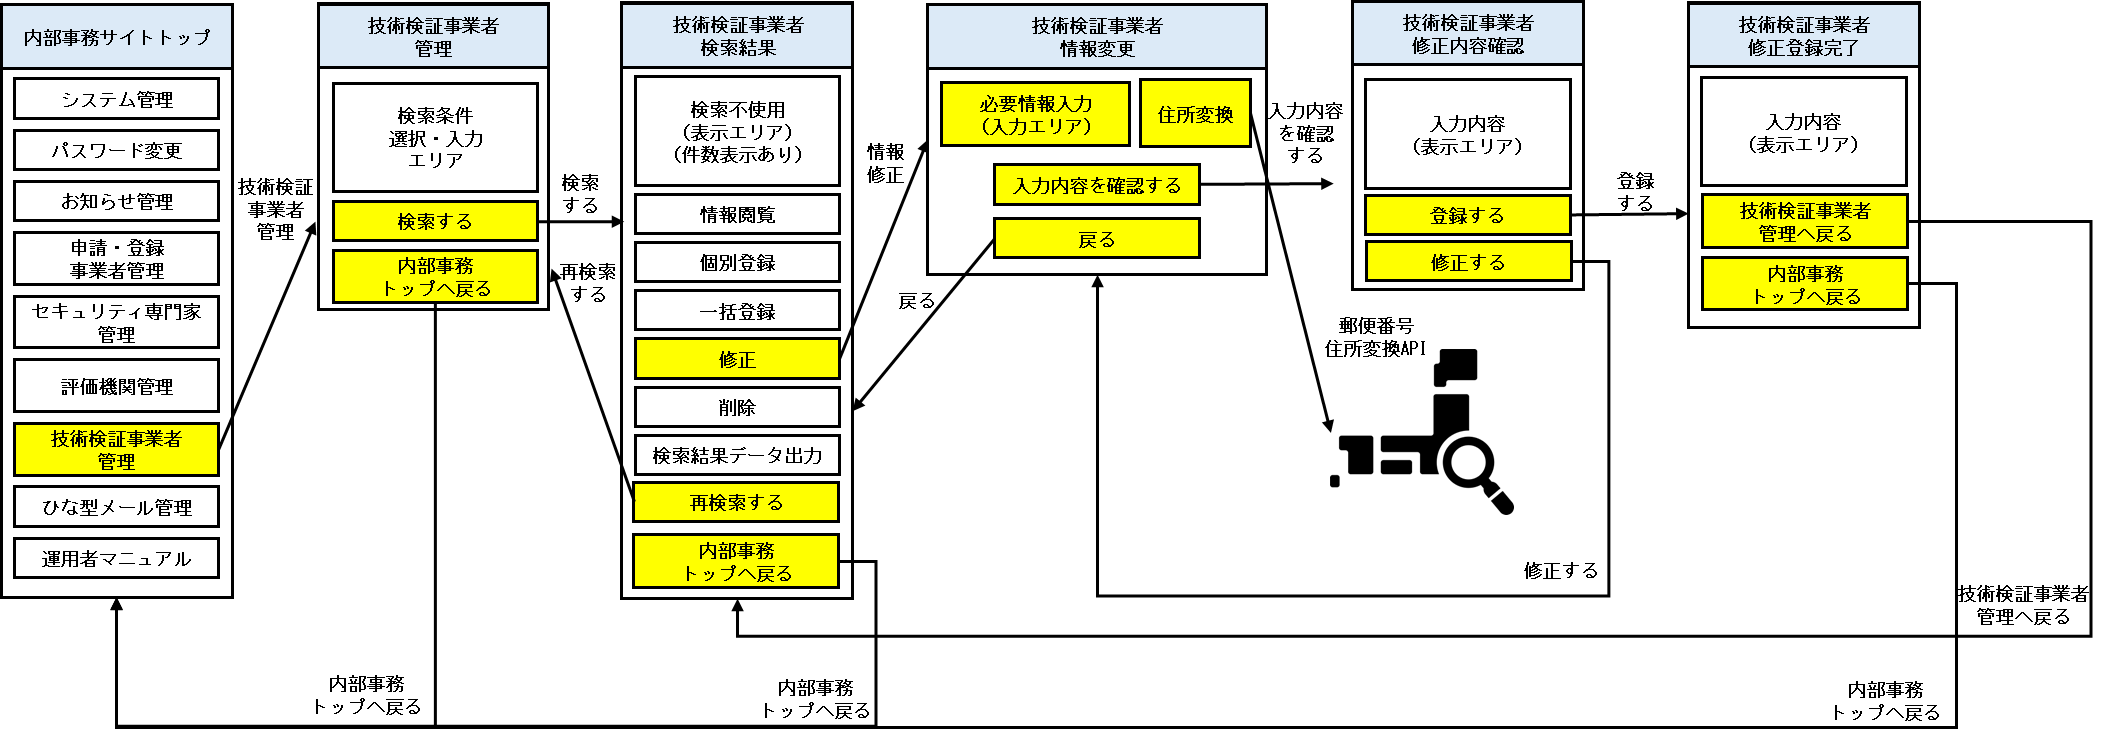 内部事務サイトトップ
システム管理
パスワード変更
お知らせ管理
申請・登録
事業者管理
セキュリティ専門家
管理
評価機関管理
技術検証事業者
管理
ひな型メール管理
運用者マニュアル
技術検証
事業者
管理
技術検証事業者
管理
検索条件
選択・入力
エリア
検索する
内部事務
トップへ戻る
検索
する
再検索
する
技術検証事業者
検索結果
検索不使用
（表示エリア）
（件数表示あり）
情報閲覧
個別登録
一括登録
修正
削除
検索結果データ出力
再検索する
内部事務
トップへ戻る
情報
修正
戻る
技術検証事業者
情報変更
必要情報入力
（入力エリア）
住所変換
入力内容を確認する
戻る
入力内容
を確認
する
郵便番号
住所変換API
技術検証事業者
修正内容確認
入力内容
（表示エリア）
登録する
修正する
登録
する
技術検証事業者
修正登録完了
入力内容
（表示エリア）
技術検証事業者
管理へ戻る
内部事務
トップへ戻る
修正する
技術検証事業者
管理へ戻る
内部事務
トップへ戻る
内部事務
トップへ戻る
内部事務
トップへ戻る